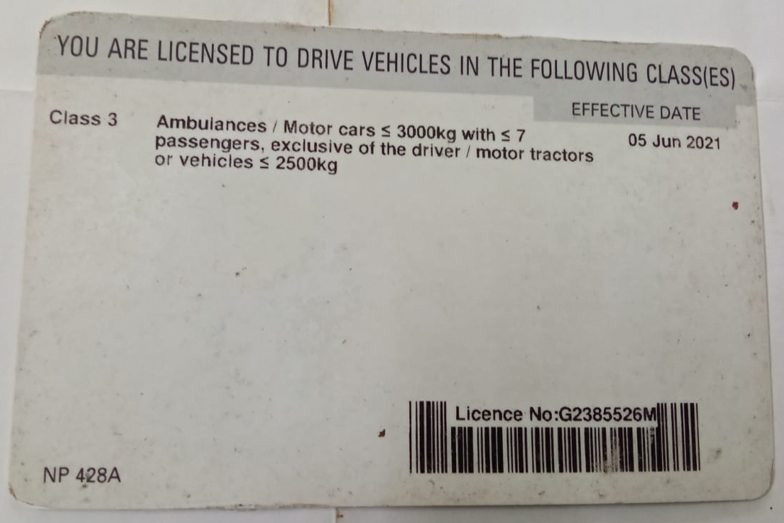 YOU ARE LICENSED TO DRIVE VEHICLES IN THE FOLLOWING CLASS(ES)
EFFECTIVE DATE
Class 3 Ambulances / Motor cars ≤ 3000kg with ≤ 7 05 Jun 2021
passengers, exclusive of the driver / motor tractors
or vehicles ≤ 2500kg
Licence No:G2385526M
NP 428A